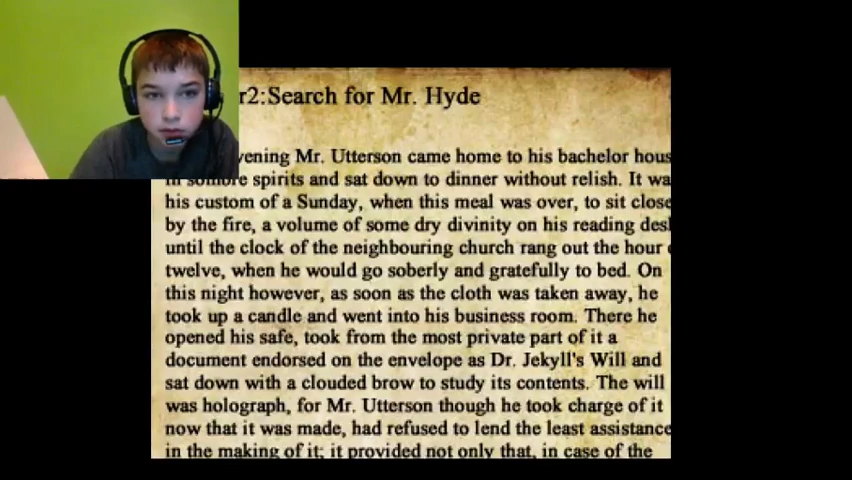 r2:Search for Mr. Hyde
vening Mr. Utterson came home to his bachelor hous
in sombre spirits and sat down to dinner without relish. It wa
his custom of a Sunday, when this meal was over, to sit close
by the fire, a volume of some dry divinity on his reading des
until the clock of the neighbouring church rang out the hour
twelve, when he would go soberly and gratefully to bed. On
this night however, as soon as the cloth was taken away, he
took up a candle and went into his business room. There he
opened his safe, took from the most private part of it a
document endorsed on the envelope as Dr. Jekyll's Will and
sat down with a clouded brow to study its contents. The will
was holograph, for Mr. Utterson though he took charge of it
now that it was made, had refused to lend the least assistance
in the making of it; it provided not only that, in case of the